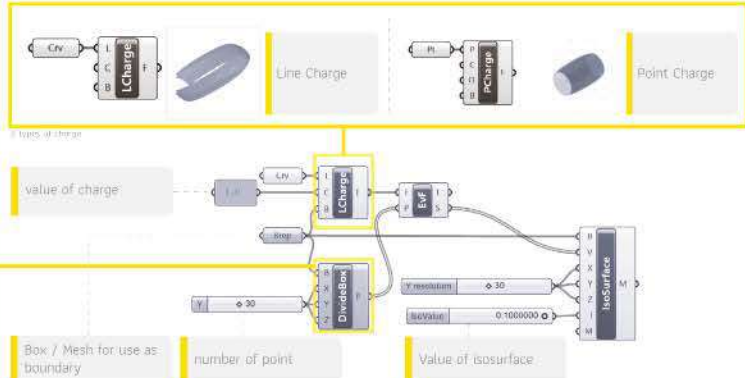 Crv
L
C
B
LCharge
F
Line Charge
Pt
P
C
D
B
PCharge
F
Point Charge
2 types of charge
value of charge
Crv
L
C
B
LCharge
F
F
P
EvF
T
S
Brep
B
X
Y
Z
DivideBox
P
Y
30
Y resolution
30
IsoValue
0.1000000
B
V
X
Y
Z
I
M
IsoSurface
M
Box / Mesh for use as
boundary
number of point
Value of isosurface